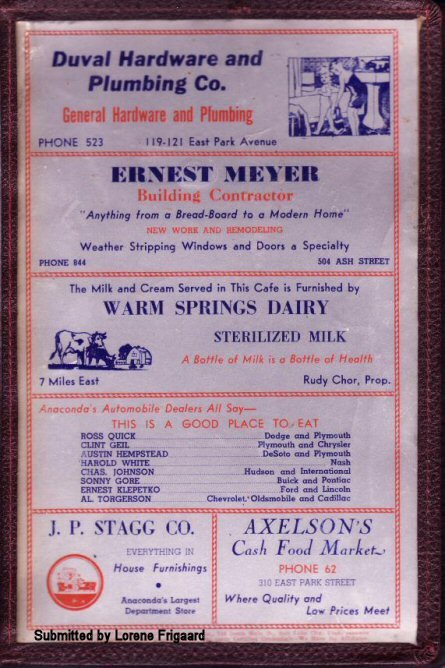 Duval Hardware and
Plumbing Co.
General Hardware and Plumbing
PHONE 523 119-121 East Park Avenue
ERNEST MEYER
Building Contractor
"Anything from a Bread-Board to a Modern Home"
NEW WORK AND REMODELING
Weather Stripping Windows and Doors a Specialty
PHONE 844 504 ASH STREET
The Milk and Cream Served in This Cafe is Furnished by
WARM SPRINGS DAIRY
STERILIZED MILK
A Bottle of Milk is a Bottle of Health
7 Miles East Rudy Chor, Prop.
Anaconda's Automobile Dealers All Say—
THIS IS A GOOD PLACE TO EAT
ROSS QUICK Dodge and Plymouth
CLINT GEIL Plymouth and Chrysler
AUSTIN HEMPSTEAD DeSoto and Plymouth
HAROLD WHITE Nash
CHAS. JOHNSON Hudson and International
SONNY GORE Buick and Pontiac
ERNEST KLEPETKO Ford and Lincoln
AL. TORGERSON Chevrolet, Oldsmobile and Cadillac
J. P. STAGG CO.
EVERYTHING IN
House Furnishings
•
Anaconda's Largest
Department Store
AXELSON'S
Cash Food Market
PHONE 62
310 EAST PARK STREET
Where Quality and
Low Prices Meet
Submitted by Lorene Frigaard